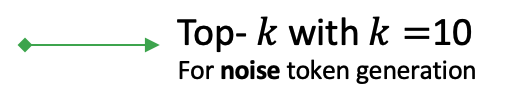 Top- k with k =10
For noise token generation